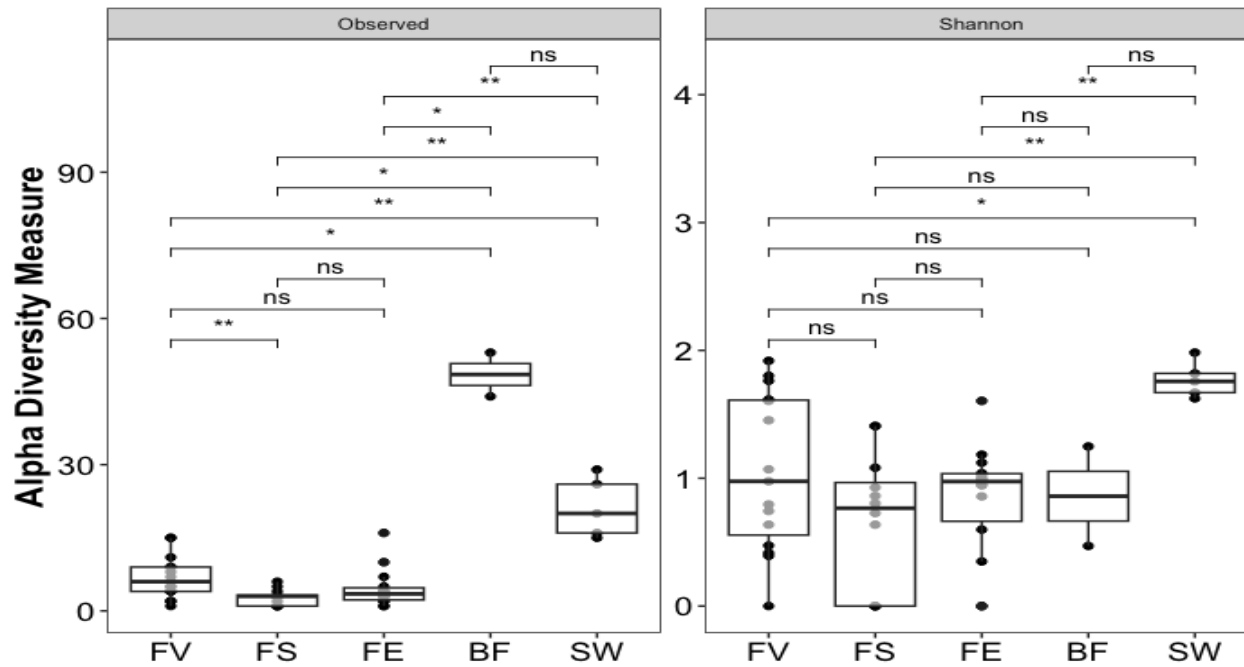 Observed
Shannon
Alpha Diversity Measure
ns
**
*
**
*
**
*
ns
ns
**
90
60
30
0
FV FS FE BF SW
ns
**
ns
**
ns
*
ns
ns
ns
ns
4
3
2
1
0
FV FS FE BF SW